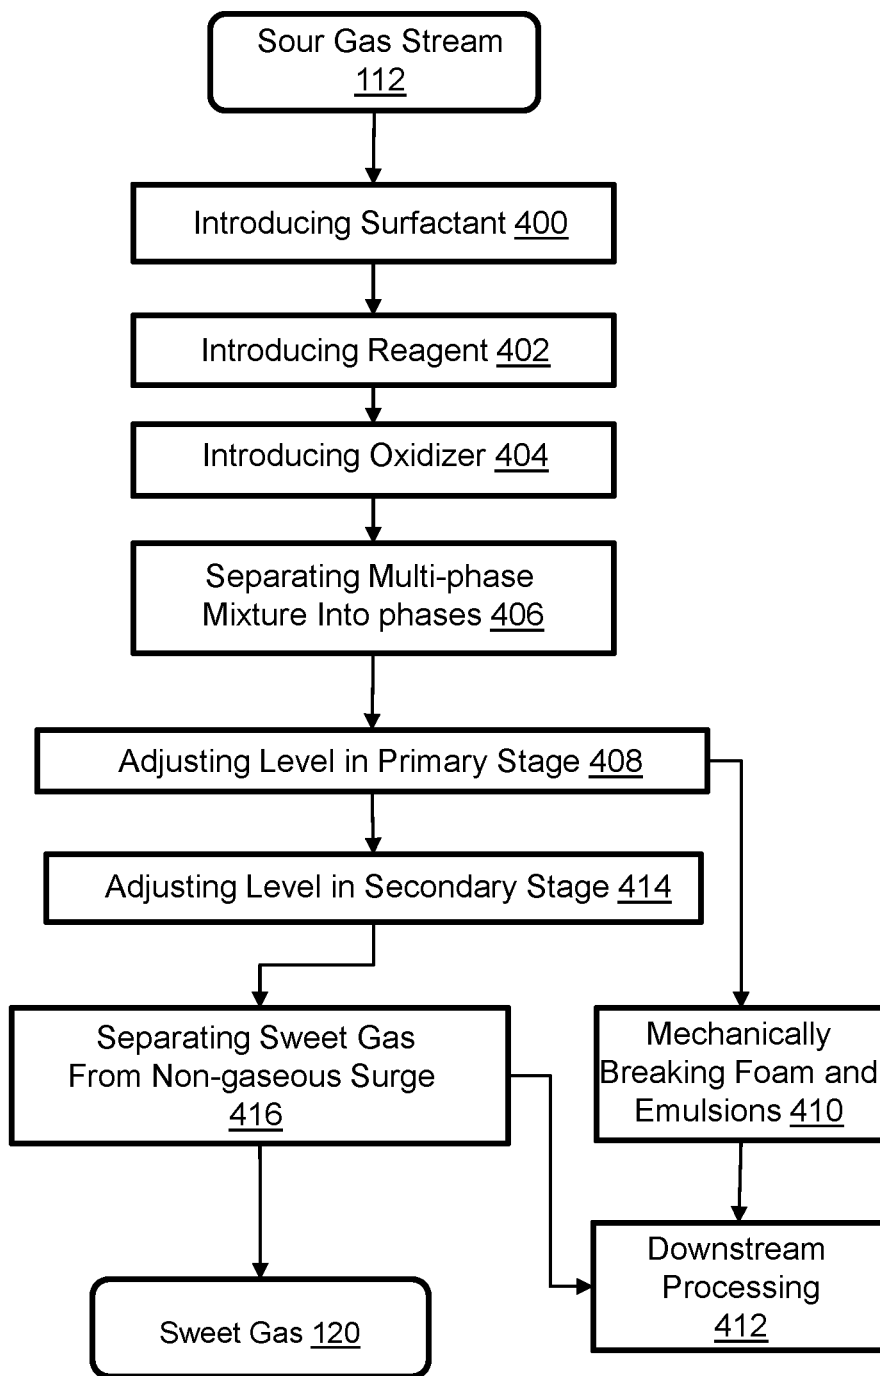 Sour Gas Stream
112
Introducing Surfactant 400
Introducing Reagent 402
Introducing Oxidizer 404
Separating Multi-phase
Mixture Into phases 406
Adjusting Level in Primary Stage 408
Adjusting Level in Secondary Stage 414
Separating Sweet Gas
From Non-gaseous Surge
416
Mechanically
Breaking Foam and
Emulsions 410
Downstream
Processing
412
Sweet Gas 120